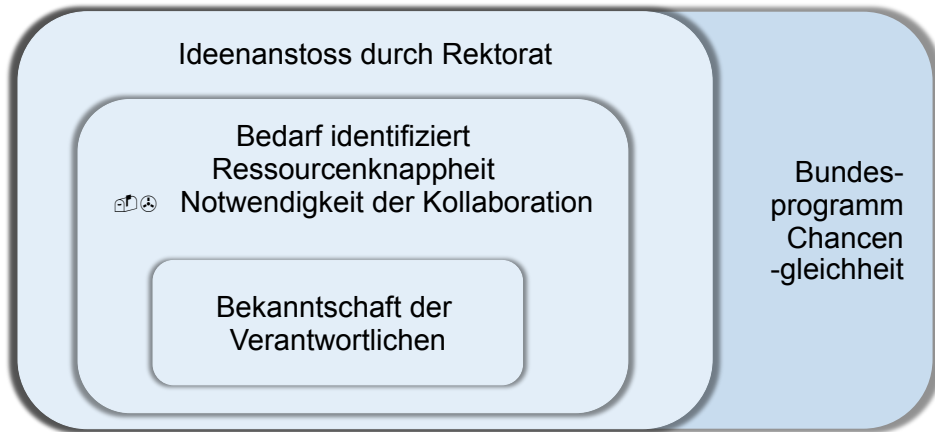 Ideenanstoss durch Rektorat
Bedarf identifiziert
Ressourcenknappheit
Notwendigkeit der Kollaboration
Bekanntschaft der
Verantwortlichen
Bundes-
programm
Chancen
-gleichheit